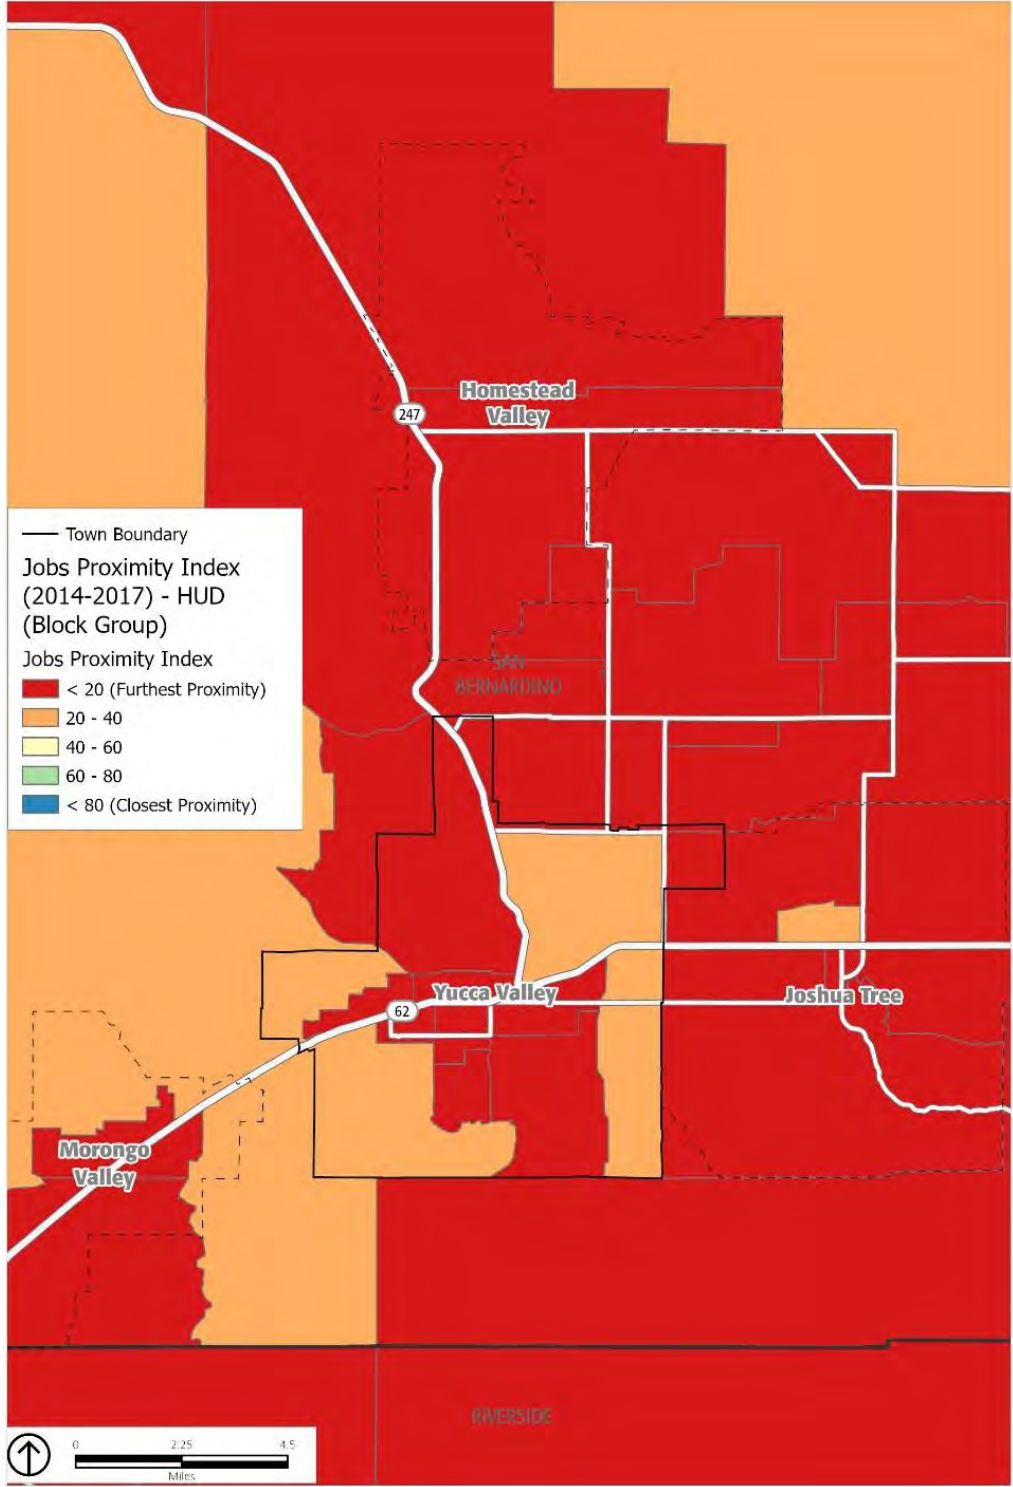 Homestead
Valley
247
Town Boundary
Jobs Proximity Index
(2014-2017) - HUD
(Block Group)
Jobs Proximity Index
< 20 (Furthest Proximity)
20 - 40
40 - 60
60 - 80
< 80 (Closest Proximity)
SAN
BERNARDINO
Yucca Valley
Joshua Tree
62
Morongo
Valley
RIVERSIDE
0 2.25 4.5
Miles